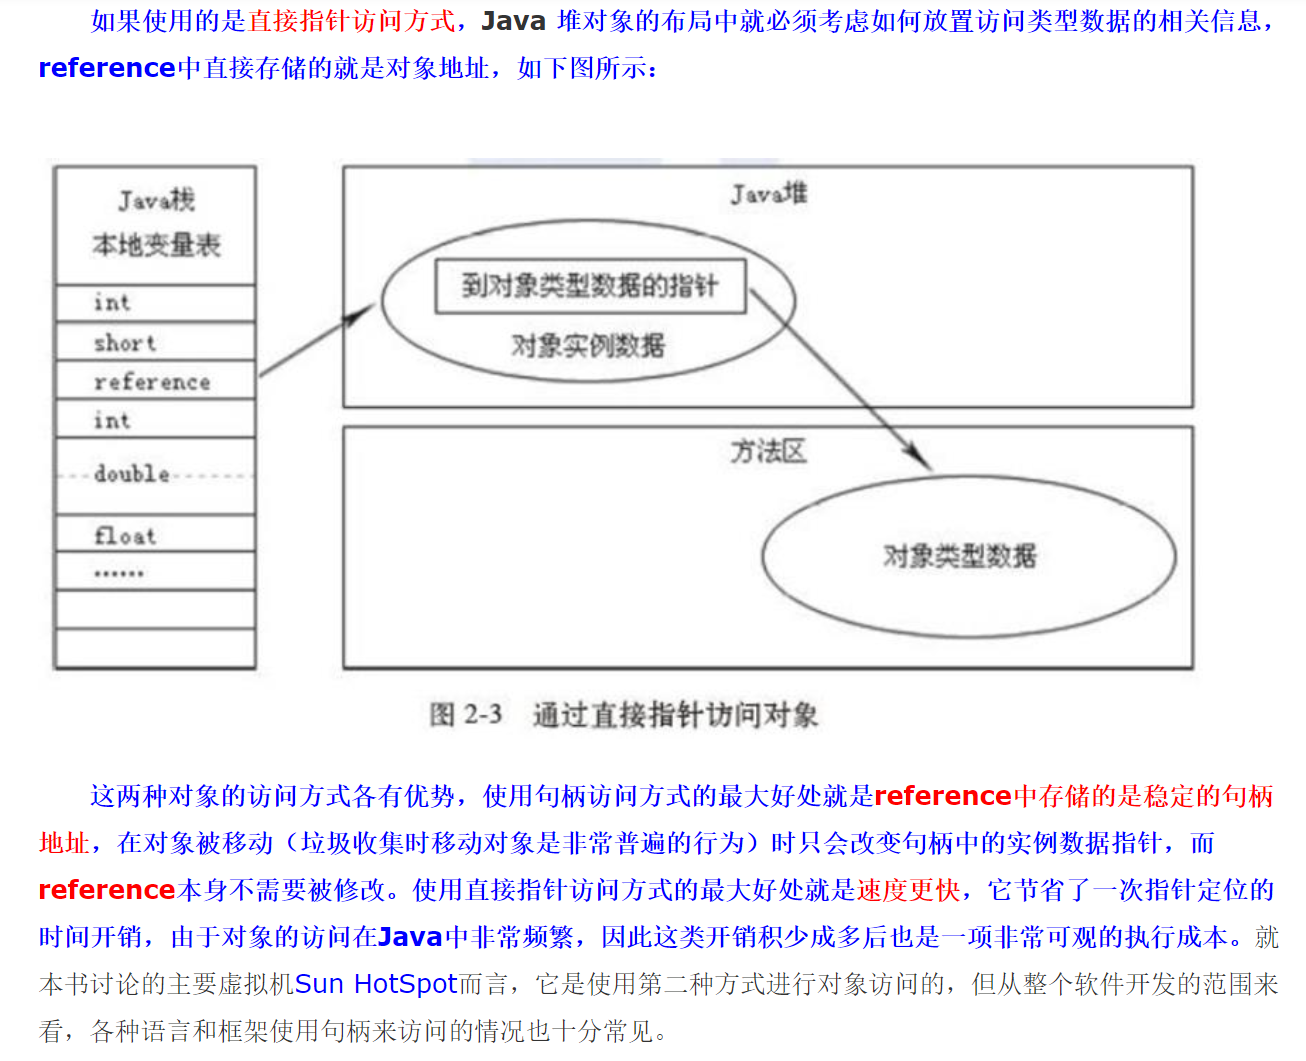 如果使用的是直接指针访问方式，Java 堆对象的布局中就必须考虑如何放置访问类型数据的相关信息，
reference中直接存储的就是对象地址，如下图所示：
Java栈
本地变量表
int
short
reference
int
double
float
……
Java堆
到对象类型数据的指针
对象实例数据
方法区
对象类型数据
图 2-3 通过直接指针访问对象
这两种对象的访问方式各有优势，使用句柄访问方式的最大好处就是reference中存储的是稳定的句柄
地址，在对象被移动（垃圾收集时移动对象是非常普遍的行为）时只会改变句柄中的实例数据指针，而
reference本身不需要被修改。使用直接指针访问方式的最大好处就是速度更快，它节省了一次指针定位的
时间开销，由于对象的访问在Java中非常频繁，因此这类开销积少成多后也是一项非常可观的执行成本。就
本书讨论的主要虚拟机Sun HotSpot而言，它是使用第二种方式进行对象访问的，但从整个软件开发的范围来
看，各种语言和框架使用句柄来访问的情况也十分常见。